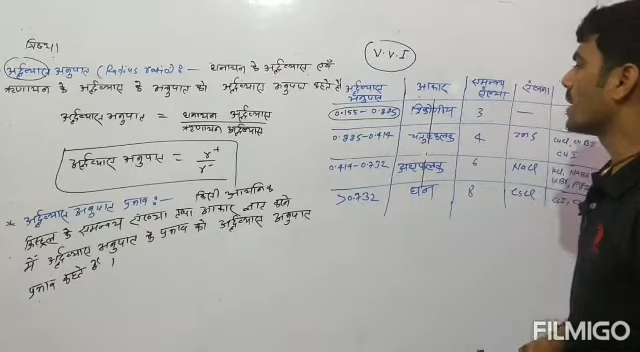 त्रिज्या
V.V.I
अर्द्धव्यास अनुपात (Radius ratio) :- धनायन के अर्द्धव्यास एवं
ऋणायन के अर्द्धव्यास के अनुपात को अर्द्धव्यास अनुपात कहते है
अर्द्धव्यास अनुपात = धनायन अर्द्धव्यास
ऋणायन अर्द्धव्यास
अर्द्धव्यास अनुपात = r+ / r-
* अर्द्धव्यास अनुपात प्रभाव :- किसी आयनिक
क्रिस्टल के समन्वय संख्या तथा आकार ज्ञात करने
में अर्द्धव्यास अनुपात के प्रभाव को अर्द्धव्यास अनुपात
प्रभाव कहते है ।
अर्द्धव्यास अनुपात आकार समन्वय संख्या संरचना
0.155-0.225 त्रिकोणीय 3 —
0.225-0.414 चतुष्फलक 4 ZnS
CuI
0.414-0.732 अष्टफलक 6 NaCl
>0.732 घन 8 CsCl
FILMIGO